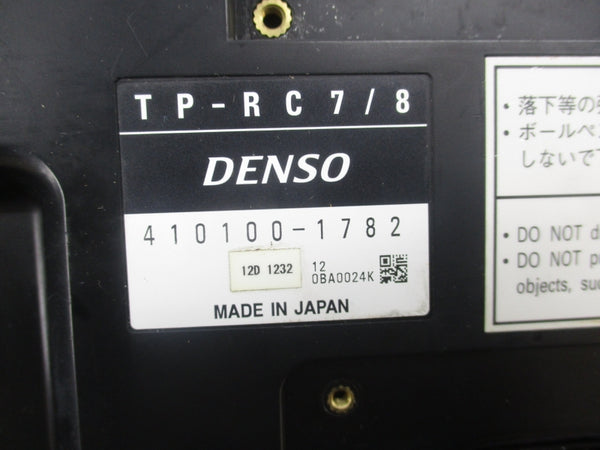 TP-RC7/8
DENSO
410100-1782
12D 1232
12
0BA0024K
MADE IN JAPAN
・落下等の
・ボールペ
しないで
• DO NOT
• DO NOT
objects,